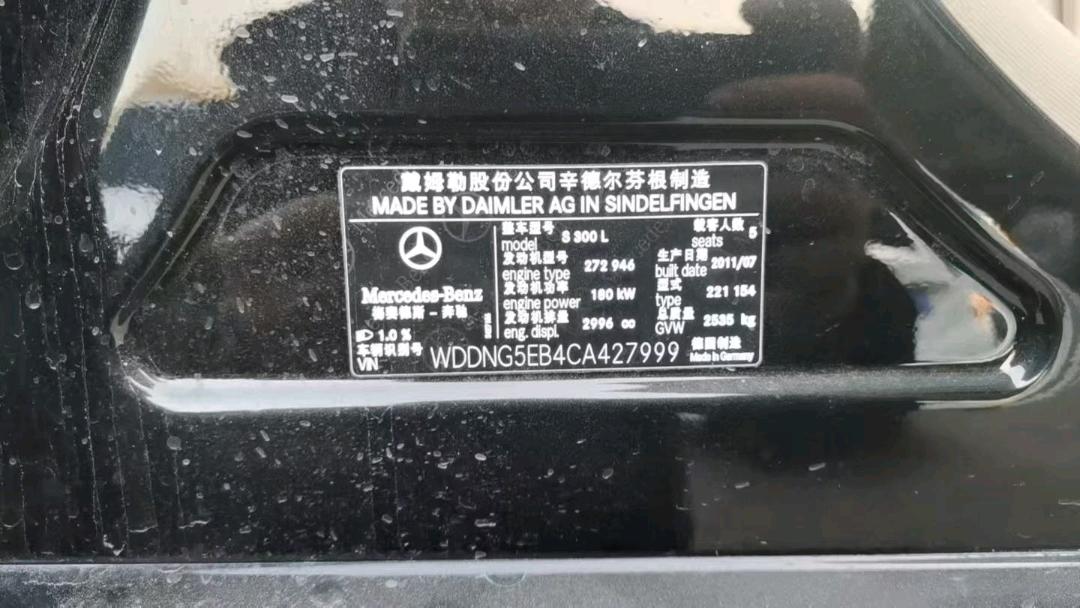 戴姆勒股份公司辛德尔芬根制造
MADE BY DAIMLER AG IN SINDELFINGEN
整车型号 model S 300 L 载客人数 seats 5
发动机型号 engine type 272 946 生产日期 built date 2011/07
发动机功率 engine power 180 kW 型式 type 221 154
发动机排量 eng. displ. 2996 cc 总质量 GVW 2535 kg
Mercedes-Benz
梅赛德斯 - 奔驰
1.0 %
车辆识别号 VIN WDDNG5EB4CA427999
德国制造 Made in Germany